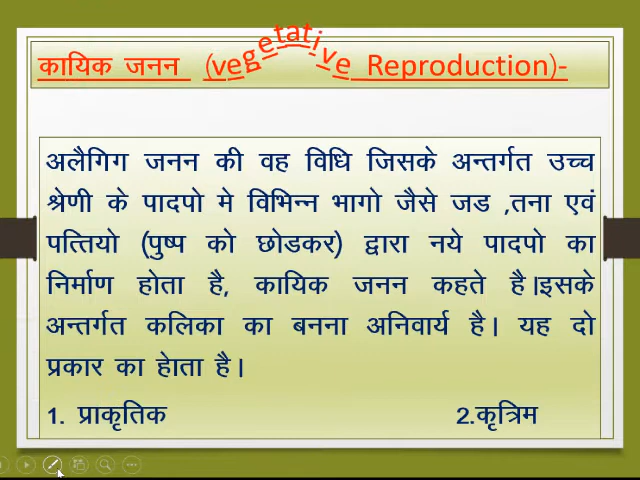 कायिक जनन (vegetative Reproduction)-
अलैगिग जनन की वह विधि जिसके अन्तर्गत उच्च
श्रेणी के पादपो मे विभिन्न भागो जैसे जड ,तना एवं
पत्तियो (पुष्प को छोडकर) द्वारा नये पादपो का
निर्माण होता है, कायिक जनन कहते है।इसके
अन्तर्गत कलिका का बनना अनिवार्य है। यह दो
प्रकार का हेाता है।
1. प्राकृतिक 2.कृत्रिम